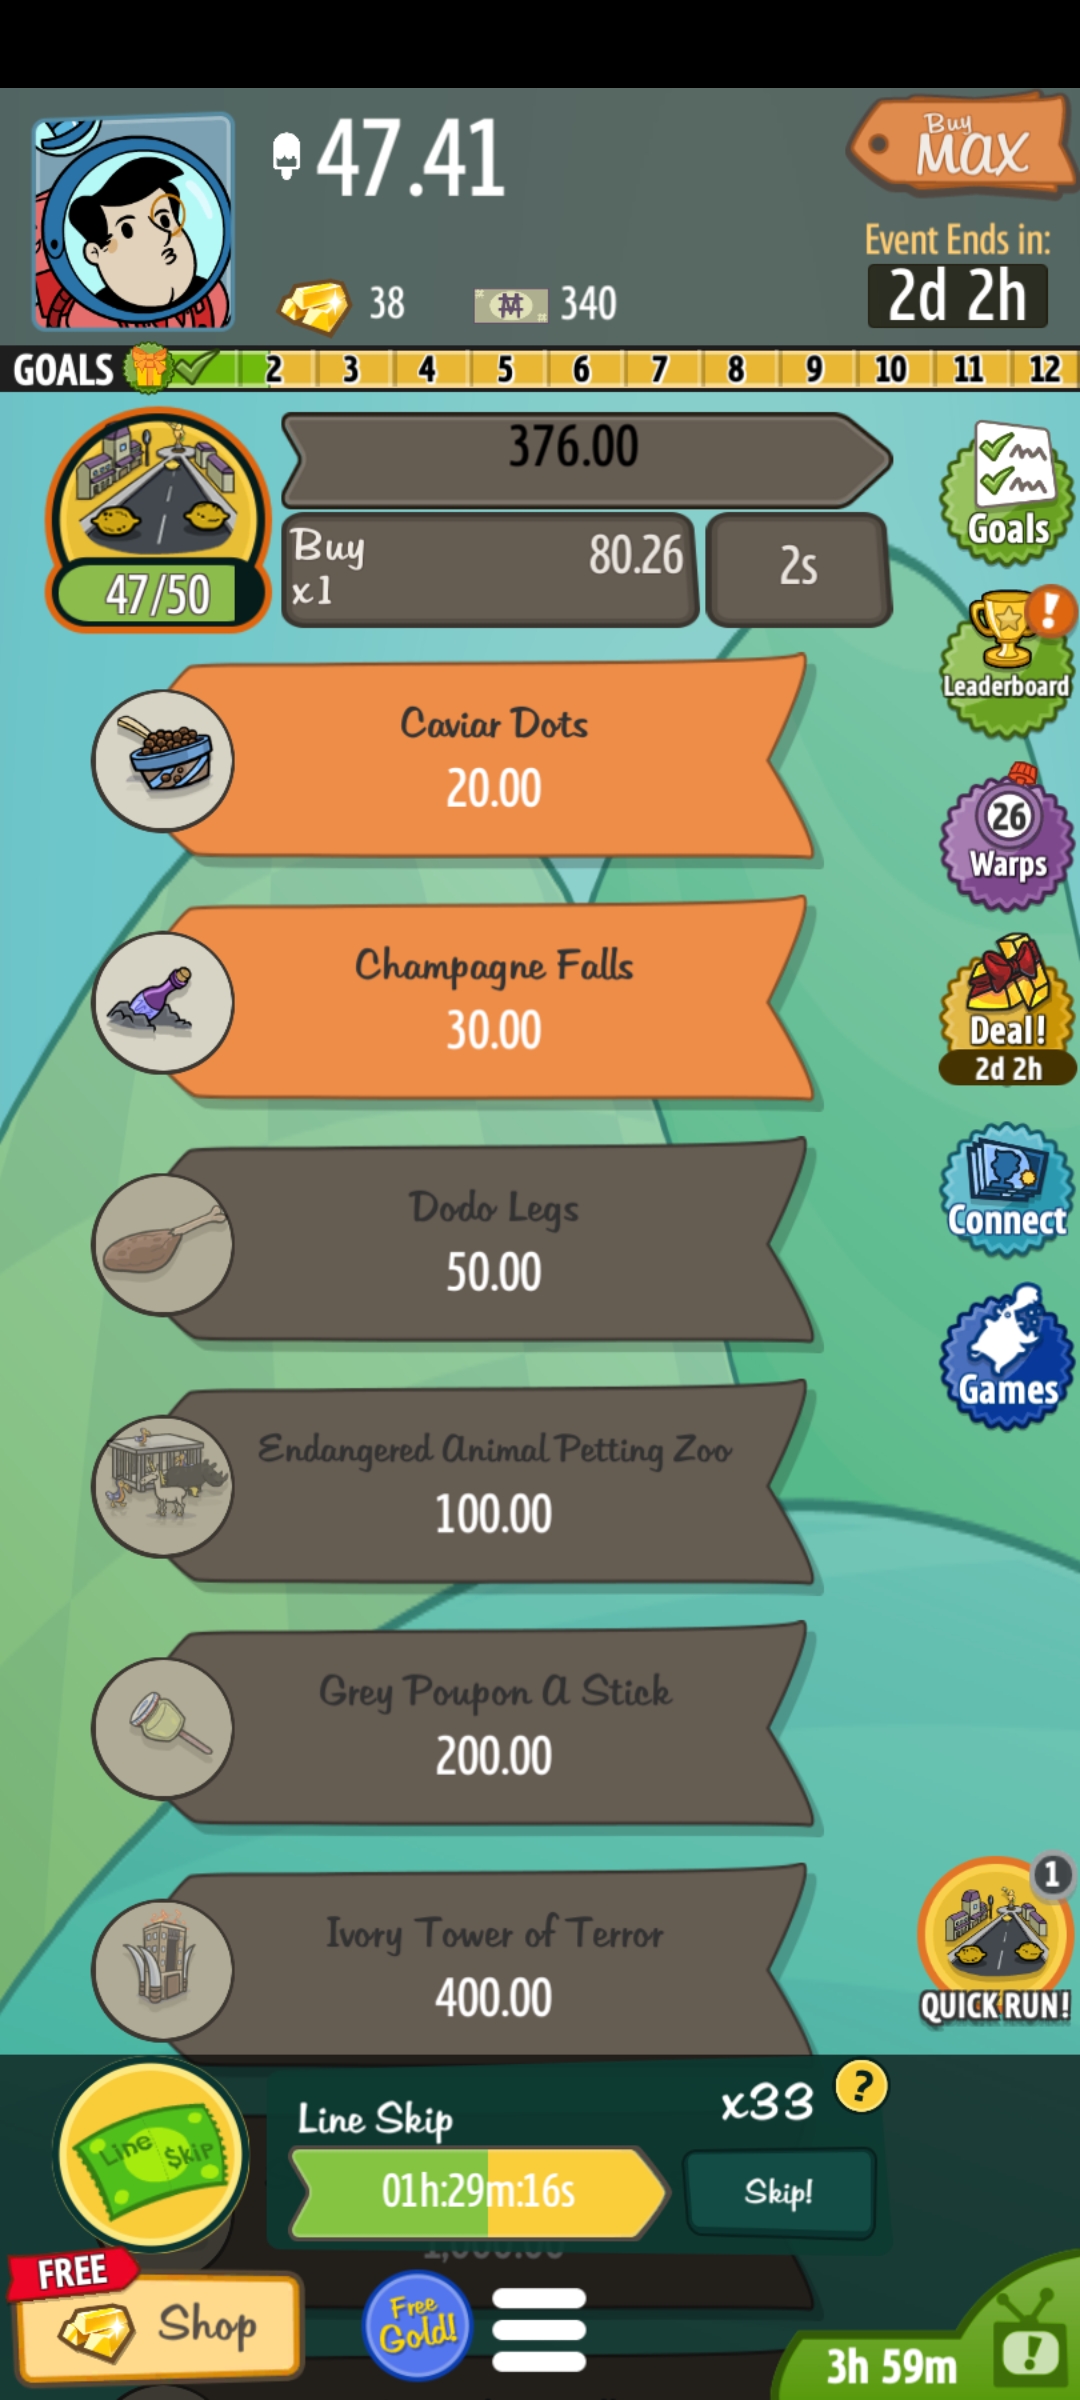 47.41
Buy
MAX
Event Ends in:
2d 2h
38
340
GOALS 2 3 4 5 6 7 8 9 10 11 12
376.00
Buy
x1
80.26
2s
47/50
Goals
!
Leaderboard
Caviar Dots
20.00
26
Warps
Champagne Falls
30.00
Deal!
2d 2h
Dodo Legs
50.00
Connect
Games
Endangered Animal Petting Zoo
100.00
Grey Poupon A Stick
200.00
Ivory Tower of Terror
400.00
1
QUICK RUN!
Line $kip
Line Skip
x33
?
01h:29m:16s
Skip!
FREE
Shop
Free
Gold!
3h 59m
!